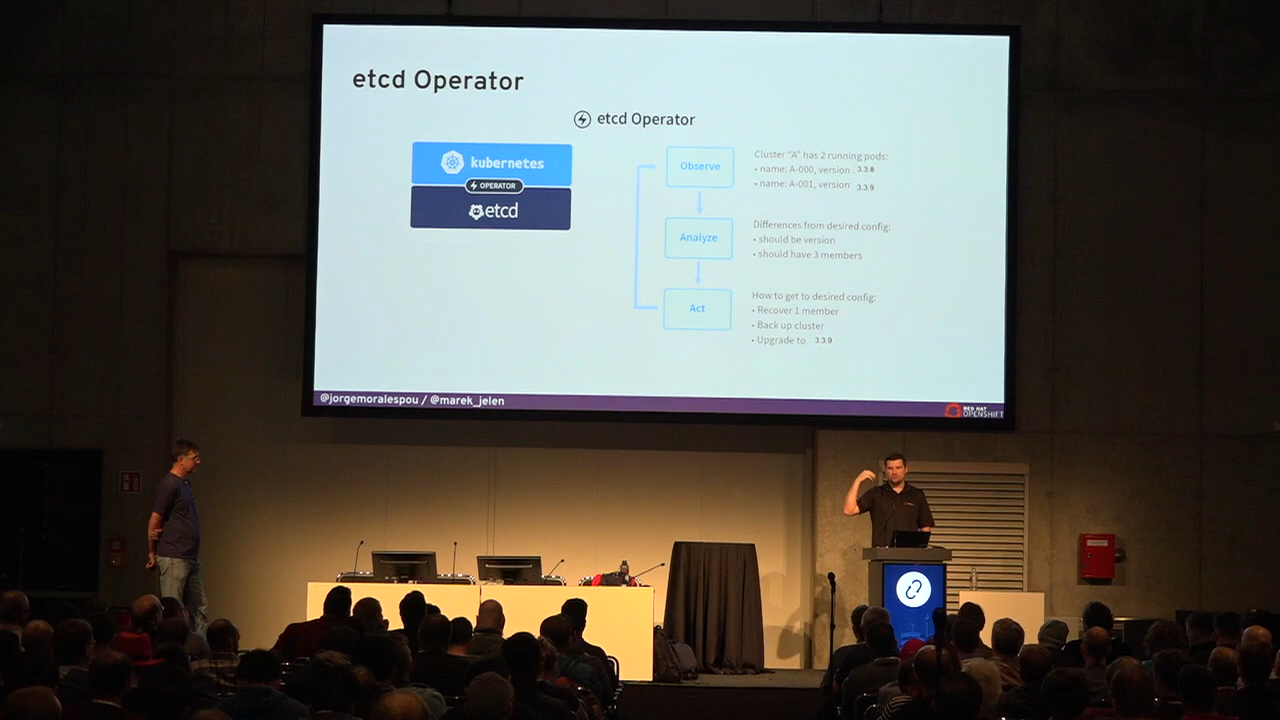 etcd Operator
etcd Operator
kubernetes
OPERATOR
etcd
Observe
Analyze
Act
Cluster "A" has 2 running pods:
• name: A-000, version 3.3.8
• name: A-001, version 3.3.9
Differences from desired config:
• should be version
• should have 3 members
How to get to desired config:
• Recover 1 member
• Back up cluster
• Upgrade to 3.3.9
@jorgemoralespou / @marek_jelen
RED HAT
OPENSHIFT